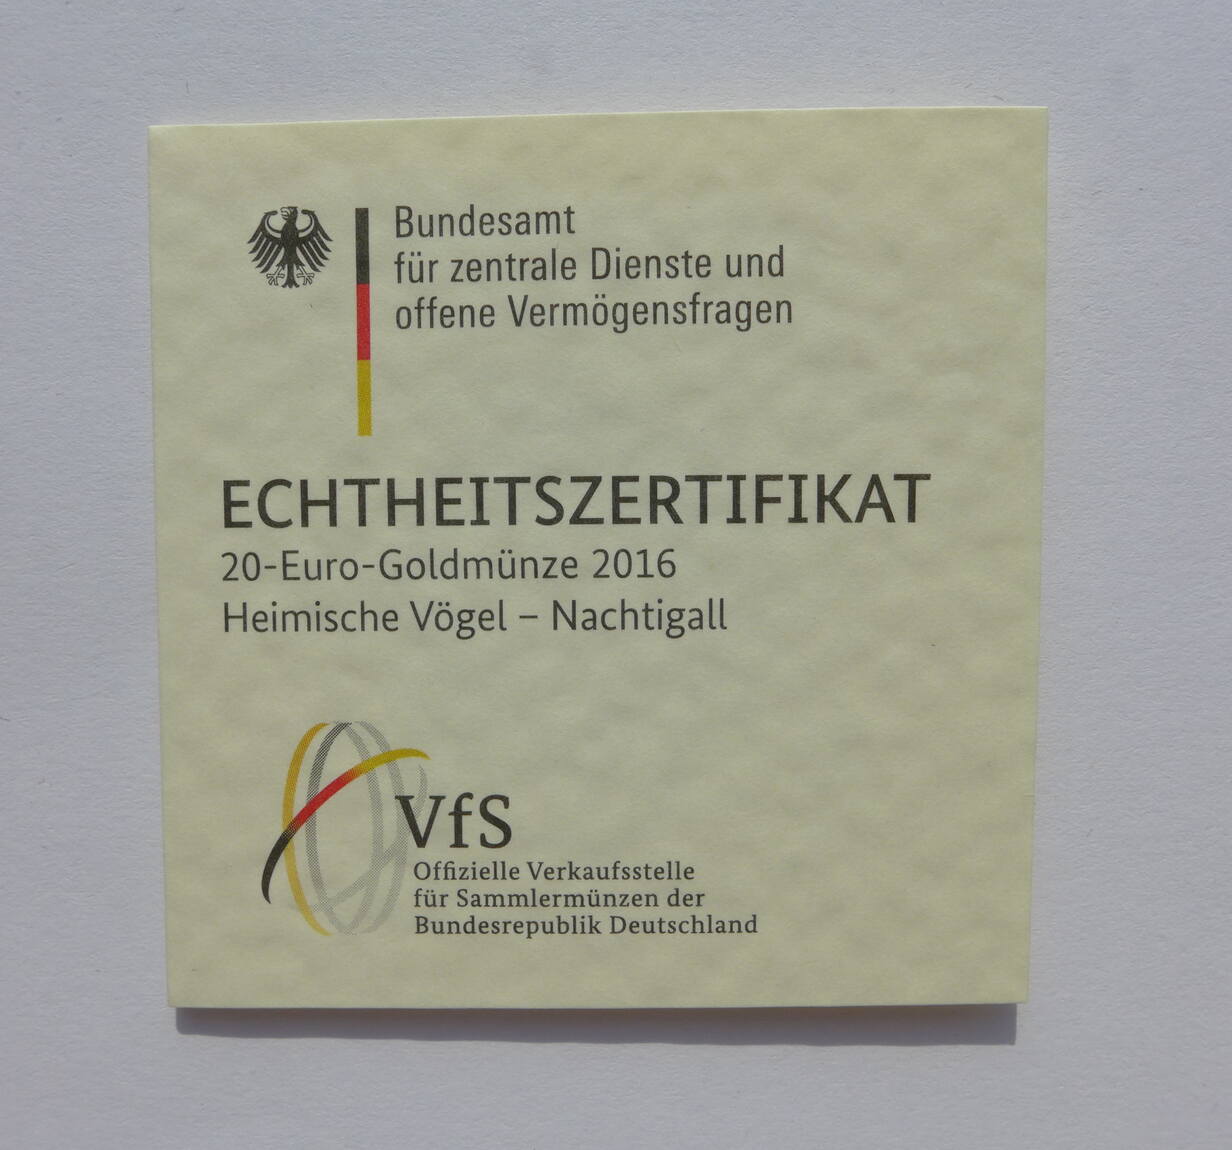 Bundesamt
für zentrale Dienste und
offene Vermögensfragen
ECHTHEITSZERTIFIKAT
20-Euro-Goldmünze 2016
Heimische Vögel – Nachtigall
VfS
Offizielle Verkaufsstelle
für Sammlermünzen der
Bundesrepublik Deutschland